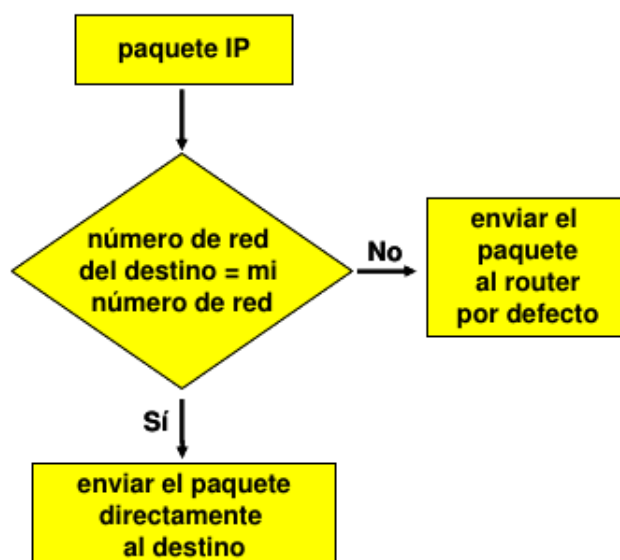 paquete IP
número de red
del destino = mi
número de red
No
enviar el
paquete
al router
por defecto
Sí
enviar el paquete
directamente
al destino